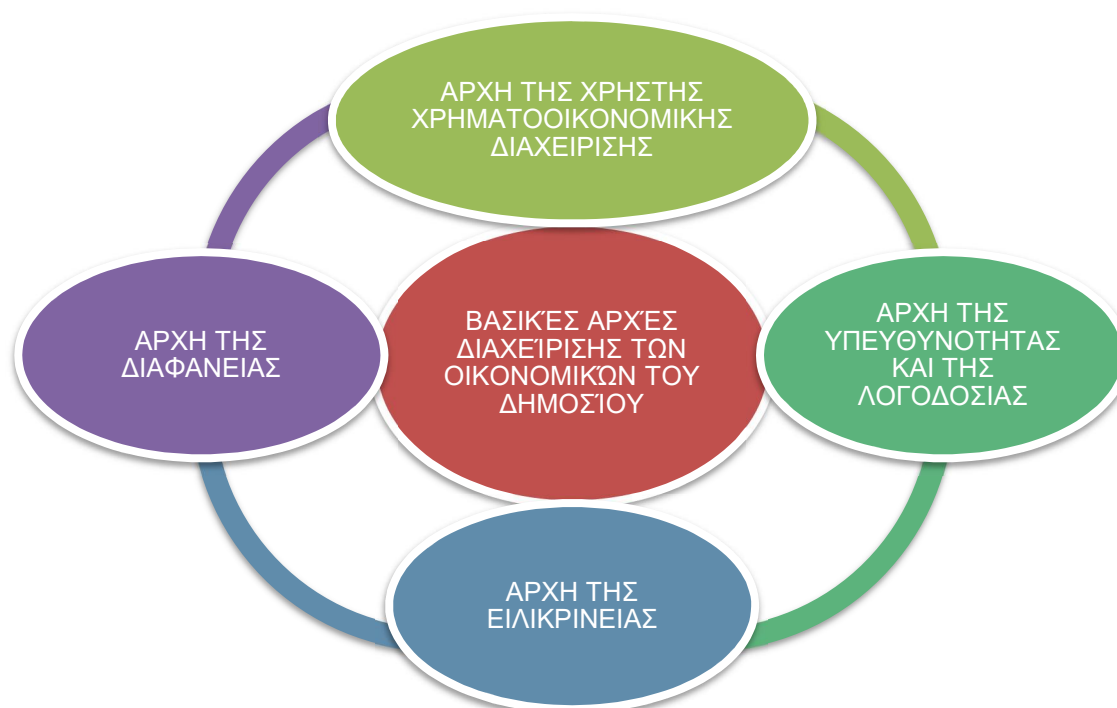 ΑΡΧΗ ΤΗΣ ΧΡΗΣΤΗΣ
ΧΡΗΜΑΤΟΟΙΚΟΝΟΜΙΚΗΣ
ΔΙΑΧΕΙΡΙΣΗΣ
ΑΡΧΗ ΤΗΣ
ΔΙΑΦΑΝΕΙΑΣ
ΒΑΣΙΚΈΣ ΑΡΧΈΣ
ΔΙΑΧΕΊΡΙΣΗΣ ΤΩΝ
ΟΙΚΟΝΟΜΙΚΏΝ ΤΟΥ
ΔΗΜΟΣΊΟΥ
ΑΡΧΗ ΤΗΣ
ΥΠΕΥΘΥΝΟΤΗΤΑΣ
ΚΑΙ ΤΗΣ
ΛΟΓΟΔΟΣΙΑΣ
ΑΡΧΗ ΤΗΣ
ΕΙΛΙΚΡΙΝΕΙΑΣ